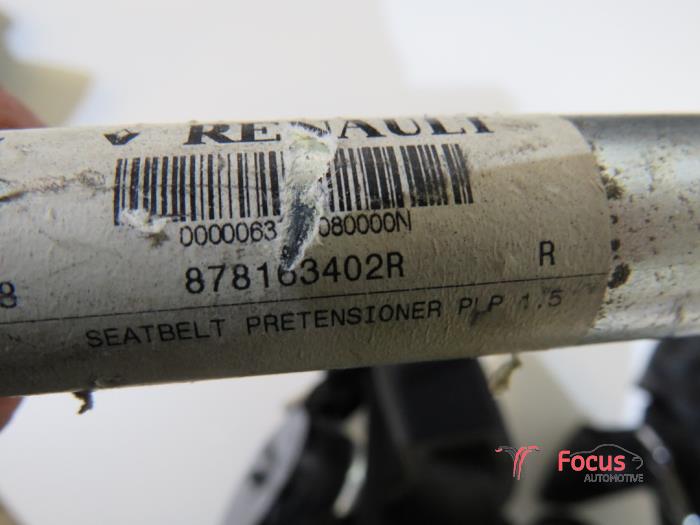 RENAULT
0000063 080000N
878163402R R
8
SEATBELT PRETENSIONER PLP 1.5
Focus
AUTOMOTIVE